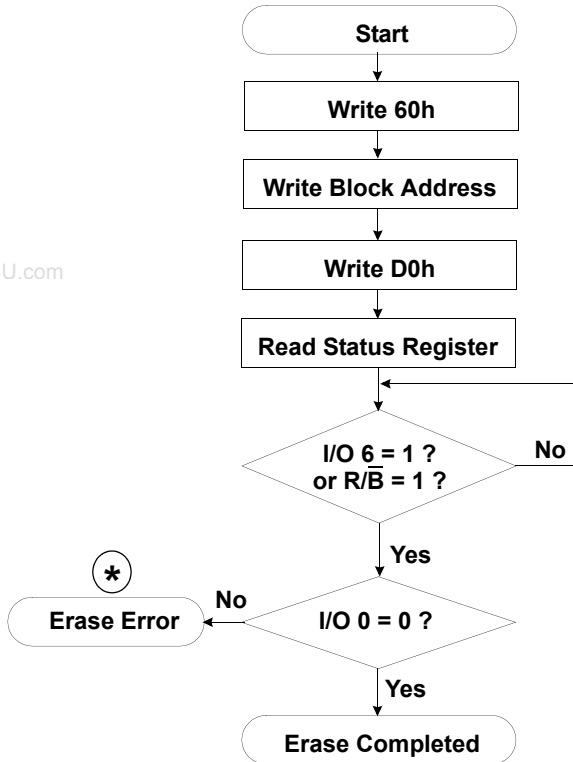 Start
Write 60h
Write Block Address
U.com
Write D0h
Read Status Register
I/O 6 = 1 ?
or R/B̅ = 1 ?
No
Yes
*
No
Erase Error
I/O 0 = 0 ?
Yes
Erase Completed